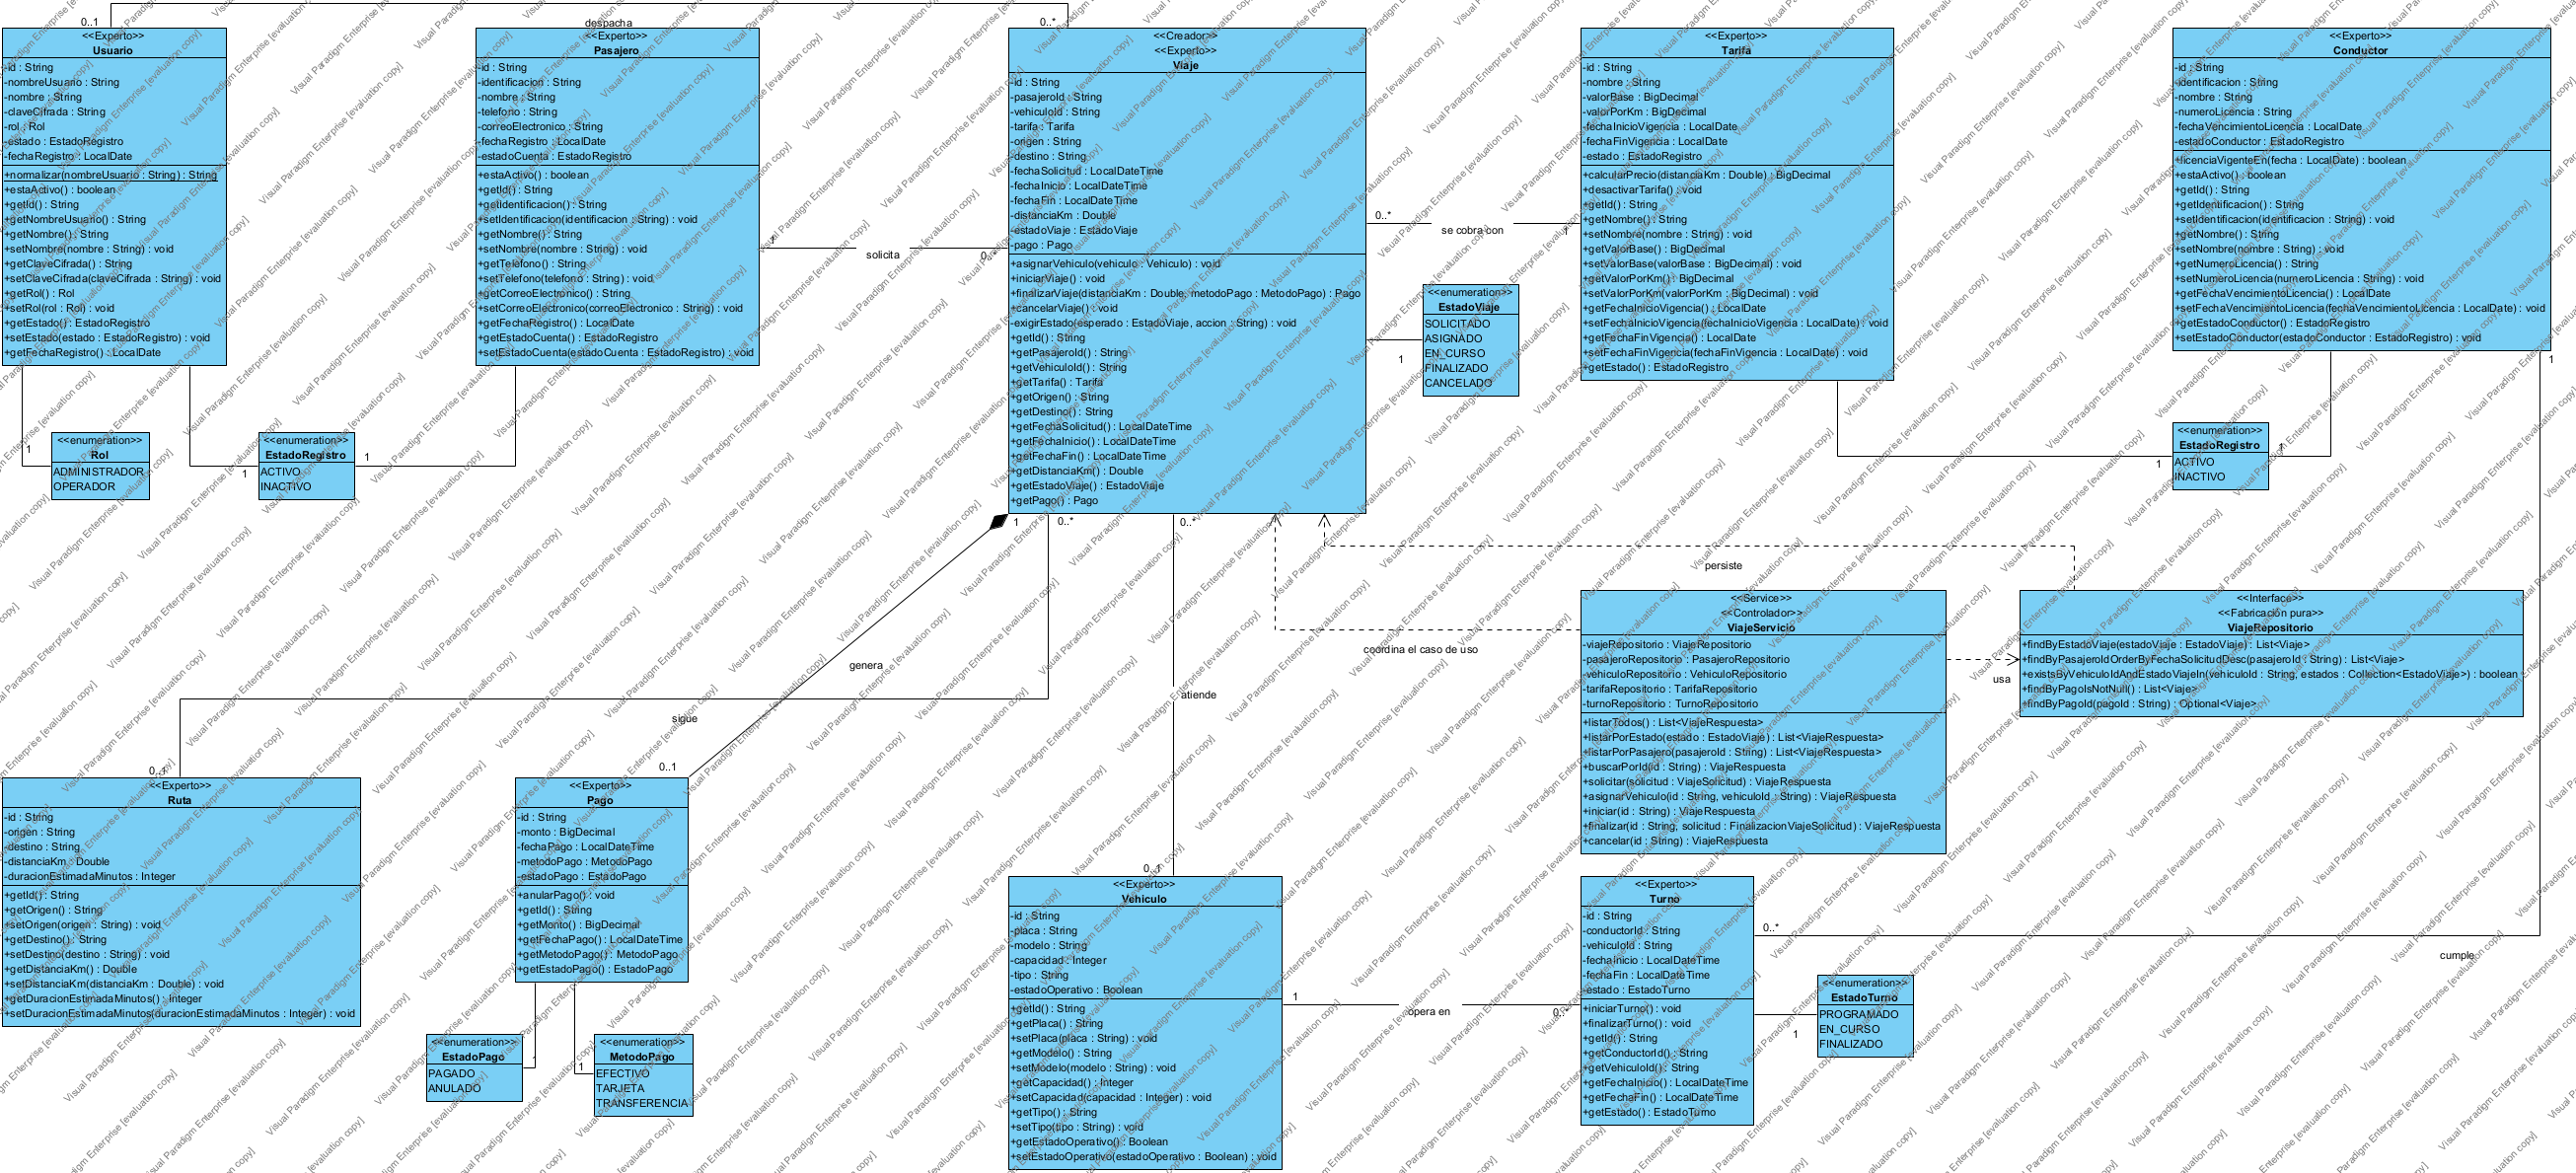 0..1
despacha
0..*
<<Experto>>
Usuario
-id : String
-nombreUsuario : String
-nombre : String
-claveCifrada : String
-rol : Rol
-estado : EstadoRegistro
-fechaRegistro : LocalDate
+normalizar(nombreUsuario : String) : String
+estaActivo() : boolean
+getId() : String
+getNombreUsuario() : String
+getNombre() : String
+setNombre(nombre : String) : void
+getClaveCifrada() : String
+setClaveCifrada(claveCifrada : String) : void
+getRol() : Rol
+setRol(rol : Rol) : void
+getEstado() : EstadoRegistro
+setEstado(estado : EstadoRegistro) : void
+getFechaRegistro() : LocalDate
<<Experto>>
Pasajero
-id : String
-identificacion : String
-nombre : String
-telefono : String
-correoElectronico : String
-fechaRegistro : LocalDate
-estadoCuenta : EstadoRegistro
+estaActivo() : boolean
+getId() : String
+getIdentificacion() : String
+setIdentificacion(identificacion : String) : void
+getNombre() : String
+setNombre(nombre : String) : void
+getTelefono() : String
+setTelefono(telefono : String) : void
+getCorreoElectronico() : String
+setCorreoElectronico(correoElectronico : String) : void
+getFechaRegistro() : LocalDate
+getEstadoCuenta() : EstadoRegistro
+setEstadoCuenta(estadoCuenta : EstadoRegistro) : void
1
solicita
0..*
<<Creador>>
<<Experto>>
Viaje
-id : String
-pasajeroId : String
-vehiculoId : String
-tarifa : Tarifa
-origen : String
-destino : String
-fechaSolicitud : LocalDateTime
-fechaInicio : LocalDateTime
-fechaFin : LocalDateTime
-distanciaKm : Double
-estadoViaje : EstadoViaje
-pago : Pago
+asignarVehiculo(vehiculo : Vehiculo) : void
+iniciarViaje() : void
+finalizarViaje(distanciaKm : Double, metodoPago : MetodoPago) : Pago
+cancelarViaje() : void
-exigirEstado(esperado : EstadoViaje, accion : String) : void
+getId() : String
+getPasajeroId() : String
+getVehiculoId() : String
+getTarifa() : Tarifa
+getOrigen() : String
+getDestino() : String
+getFechaSolicitud() : LocalDateTime
+getFechaInicio() : LocalDateTime
+getFechaFin() : LocalDateTime
+getDistanciaKm() : Double
+getEstadoViaje() : EstadoViaje
+getPago() : Pago
0..*
se cobra con
1
<<enumeration>>
EstadoViaje
SOLICITADO
ASIGNADO
EN_CURSO
FINALIZADO
CANCELADO
1
<<Experto>>
Tarifa
-id : String
-nombre : String
-valorBase : BigDecimal
-valorPorKm : BigDecimal
-fechaInicioVigencia : LocalDate
-fechaFinVigencia : LocalDate
-estado : EstadoRegistro
+calcularPrecio(distanciaKm : Double) : BigDecimal
+desactivarTarifa() : void
+getId() : String
+getNombre() : String
+setNombre(nombre : String) : void
+getValorBase() : BigDecimal
+setValorBase(valorBase : BigDecimal) : void
+getValorPorKm() : BigDecimal
+setValorPorKm(valorPorKm : BigDecimal) : void
+getFechaInicioVigencia() : LocalDate
+setFechaInicioVigencia(fechaInicioVigencia : LocalDate) : void
+getFechaFinVigencia() : LocalDate
+setFechaFinVigencia(fechaFinVigencia : LocalDate) : void
+getEstado() : EstadoRegistro
<<Experto>>
Conductor
-id : String
-identificacion : String
-nombre : String
-numeroLicencia : String
-fechaVencimientoLicencia : LocalDate
-estadoConductor : EstadoRegistro
+licenciaVigenteEn(fecha : LocalDate) : boolean
+estaActivo() : boolean
+getId() : String
+getIdentificacion() : String
+setIdentificacion(identificacion : String) : void
+getNombre() : String
+setNombre(nombre : String) : void
+getNumeroLicencia() : String
+setNumeroLicencia(numeroLicencia : String) : void
+getFechaVencimientoLicencia() : LocalDate
+setFechaVencimientoLicencia(fechaVencimientoLicencia : LocalDate) : void
+getEstadoConductor() : EstadoRegistro
+setEstadoConductor(estadoConductor : EstadoRegistro) : void
1
1
<<enumeration>>
Rol
ADMINISTRADOR
OPERADOR
1
<<enumeration>>
EstadoRegistro
ACTIVO
INACTIVO
1
1
<<enumeration>>
EstadoRegistro
ACTIVO
INACTIVO
1
1
0..*
0..*
persiste
coordina el caso de uso
genera
atiende
sigue
0..1
0..1
0..1
<<Service>>
<<Controlador>>
ViajeServicio
-viajeRepositorio : ViajeRepositorio
-pasajeroRepositorio : PasajeroRepositorio
-vehiculoRepositorio : VehiculoRepositorio
-tarifaRepositorio : TarifaRepositorio
-turnoRepositorio : TurnoRepositorio
+listarTodos() : List<ViajeRespuesta>
+listarPorEstado(estado : EstadoViaje) : List<ViajeRespuesta>
+listarPorPasajero(pasajeroId : String) : List<ViajeRespuesta>
+buscarPorId(id : String) : ViajeRespuesta
+solicitar(solicitud : ViajeSolicitud) : ViajeRespuesta
+asignarVehiculo(id : String, vehiculoId : String) : ViajeRespuesta
+iniciar(id : String) : ViajeRespuesta
+finalizar(id : String, solicitud : FinalizacionViajeSolicitud) : ViajeRespuesta
+cancelar(id : String) : ViajeRespuesta
usa
<<Interface>>
<<Fabricación pura>>
ViajeRepositorio
+findByEstadoViaje(estadoViaje : EstadoViaje) : List<Viaje>
+findByPasajeroIdOrderByFechaSolicitudDesc(pasajeroId : String) : List<Viaje>
+existsByVehiculoIdAndEstadoViajeIn(vehiculoId : String, estados : Collection<EstadoViaje>) : boolean
+findByPagoIsNotNull() : List<Viaje>
+findByPagoId(pagoId : String) : Optional<Viaje>
<<Experto>>
Ruta
-id : String
-origen : String
-destino : String
-distanciaKm : Double
-duracionEstimadaMinutos : Integer
+getId() : String
+getOrigen() : String
+setOrigen(origen : String) : void
+getDestino() : String
+setDestino(destino : String) : void
+getDistanciaKm() : Double
+setDistanciaKm(distanciaKm : Double) : void
+getDuracionEstimadaMinutos() : Integer
+setDuracionEstimadaMinutos(duracionEstimadaMinutos : Integer) : void
<<Experto>>
Pago
-id : String
-monto : BigDecimal
-fechaPago : LocalDateTime
-metodoPago : MetodoPago
-estadoPago : EstadoPago
+anularPago() : void
+getId() : String
+getMonto() : BigDecimal
+getFechaPago() : LocalDateTime
+getMetodoPago() : MetodoPago
+getEstadoPago() : EstadoPago
<<enumeration>>
EstadoPago
PAGADO
ANULADO
1
<<enumeration>>
MetodoPago
EFECTIVO
TARJETA
TRANSFERENCIA
1
<<Experto>>
Vehiculo
-id : String
-placa : String
-modelo : String
-capacidad : Integer
-tipo : String
-estadoOperativo : Boolean
+getId() : String
+getPlaca() : String
+setPlaca(placa : String) : void
+getModelo() : String
+setModelo(modelo : String) : void
+getCapacidad() : Integer
+setCapacidad(capacidad : Integer) : void
+getTipo() : String
+setTipo(tipo : String) : void
+getEstadoOperativo() : Boolean
+setEstadoOperativo(estadoOperativo : Boolean) : void
1
opera en
0..*
<<Experto>>
Turno
-id : String
-conductorId : String
-vehiculoId : String
-fechaInicio : LocalDateTime
-fechaFin : LocalDateTime
-estado : EstadoTurno
+iniciarTurno() : void
+finalizarTurno() : void
+getId() : String
+getConductorId() : String
+getVehiculoId() : String
+getFechaInicio() : LocalDateTime
+getFechaFin() : LocalDateTime
+getEstado() : EstadoTurno
0..*
cumple
<<enumeration>>
EstadoTurno
PROGRAMADO
EN_CURSO
FINALIZADO
1
Visual Paradigm Enterprise [evaluation copy]